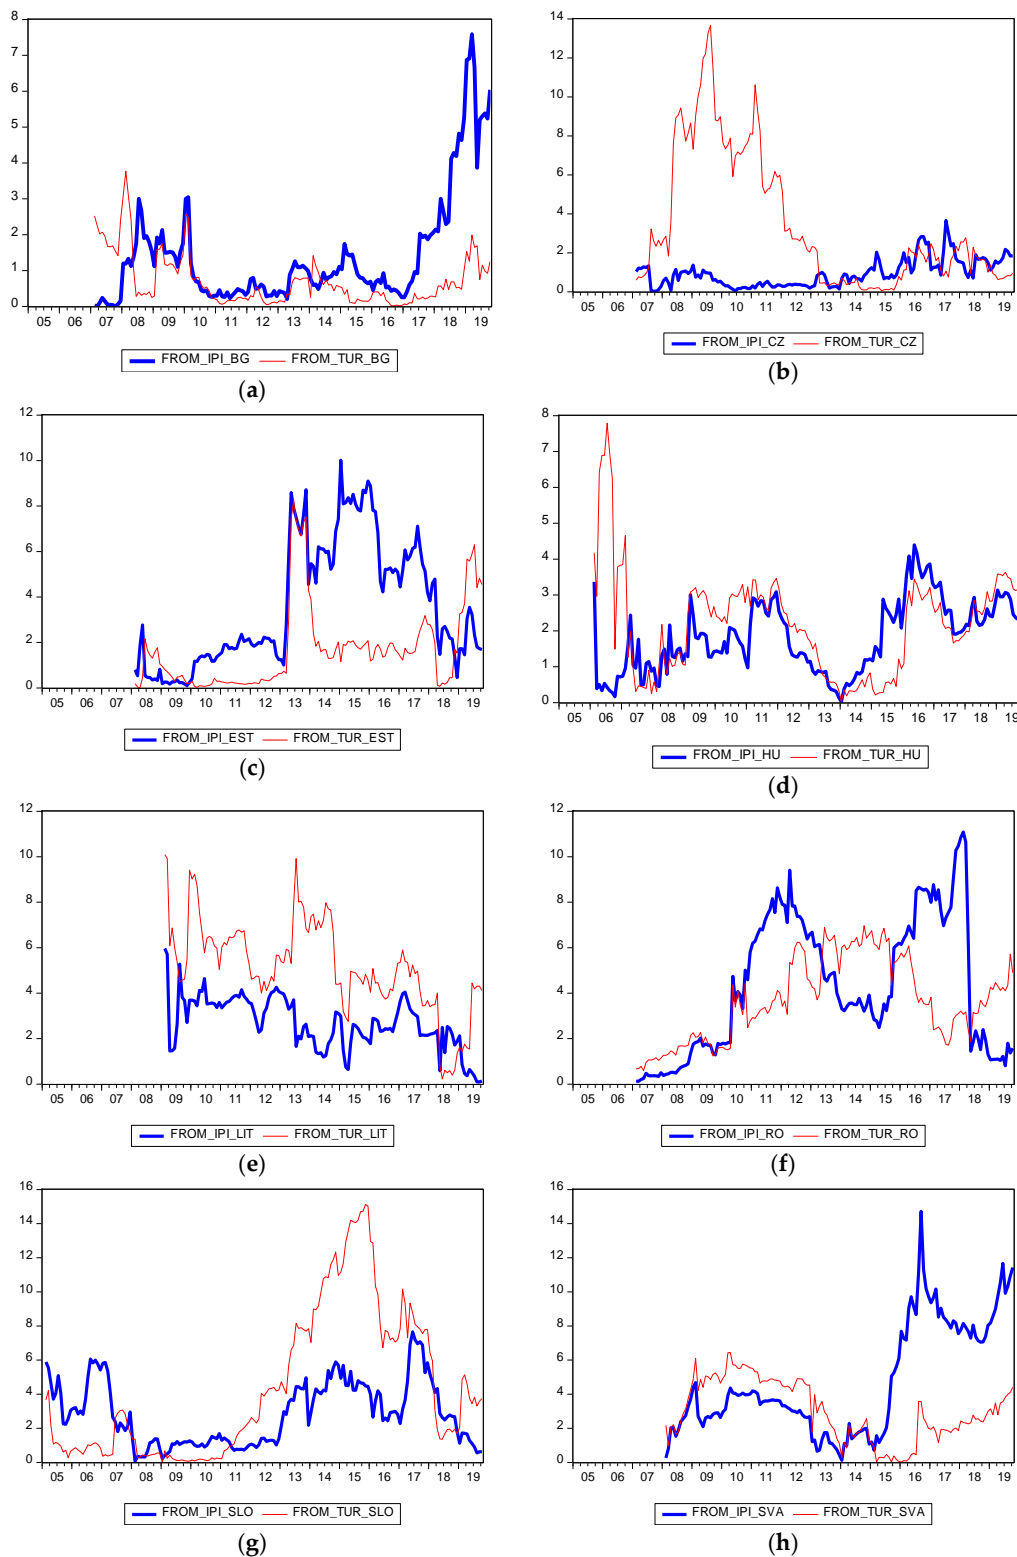 8
7
6
5
4
3
2
1
0
05 06 07 08 09 10 11 12 13 14 15 16 17 18 19
FROM_IPI_BG FROM_TUR_BG
(a)
14
12
10
8
6
4
2
0
05 06 07 08 09 10 11 12 13 14 15 16 17 18 19
FROM_IPI_CZ FROM_TUR_CZ
(b)
12
10
8
6
4
2
0
05 06 07 08 09 10 11 12 13 14 15 16 17 18 19
FROM_IPI_EST FROM_TUR_EST
(c)
8
7
6
5
4
3
2
1
0
05 06 07 08 09 10 11 12 13 14 15 16 17 18 19
FROM_IPI_HU FROM_TUR_HU
(d)
12
10
8
6
4
2
0
05 06 07 08 09 10 11 12 13 14 15 16 17 18 19
FROM_IPI_LIT FROM_TUR_LIT
(e)
12
10
8
6
4
2
0
05 06 07 08 09 10 11 12 13 14 15 16 17 18 19
FROM_IPI_RO FROM_TUR_RO
(f)
16
14
12
10
8
6
4
2
0
05 06 07 08 09 10 11 12 13 14 15 16 17 18 19
FROM_IPI_SLO FROM_TUR_SLO
(g)
16
14
12
10
8
6
4
2
0
05 06 07 08 09 10 11 12 13 14 15 16 17 18 19
FROM_IPI_SVA FROM_TUR_SVA
(h)